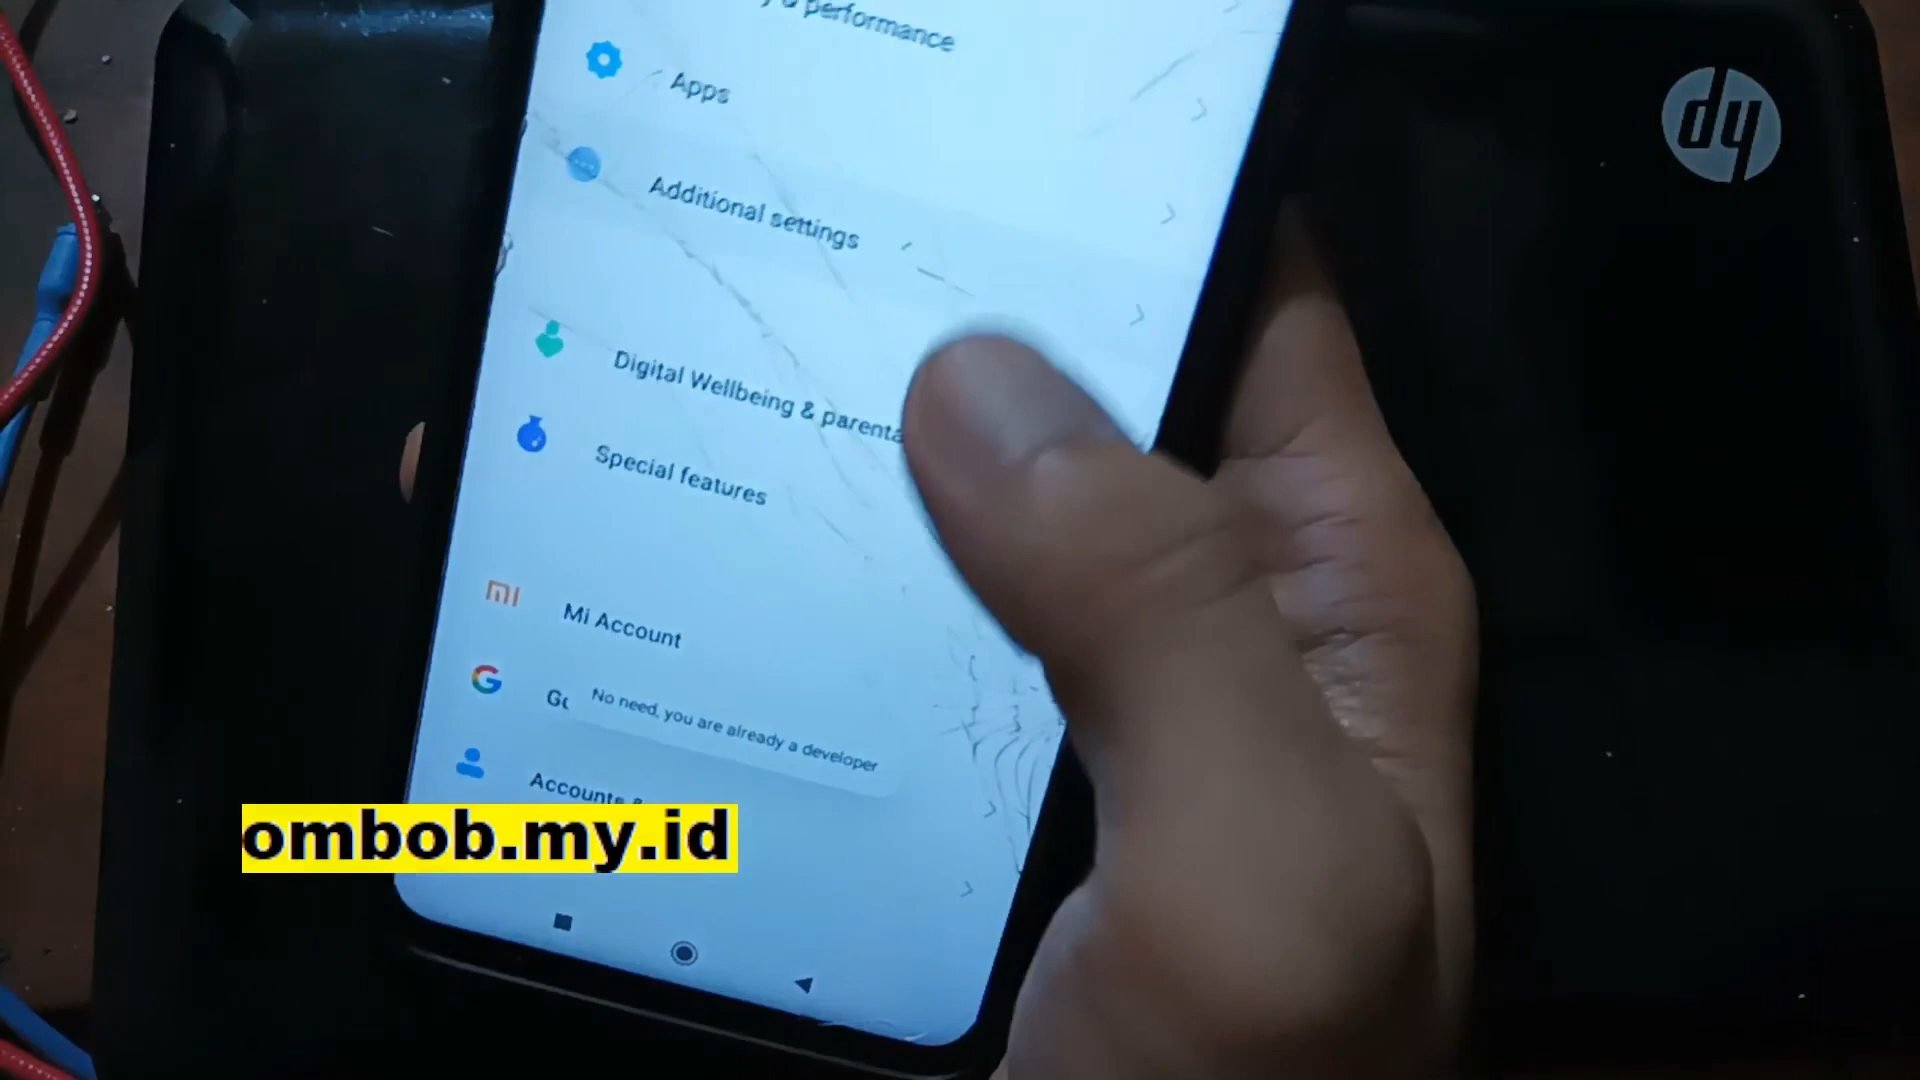 performance
Apps
Additional settings
Digital Wellbeing & parenta
Special features
mi
Mi Account
G
No need, you are already a developer
Accounts
ombob.my.id
hp